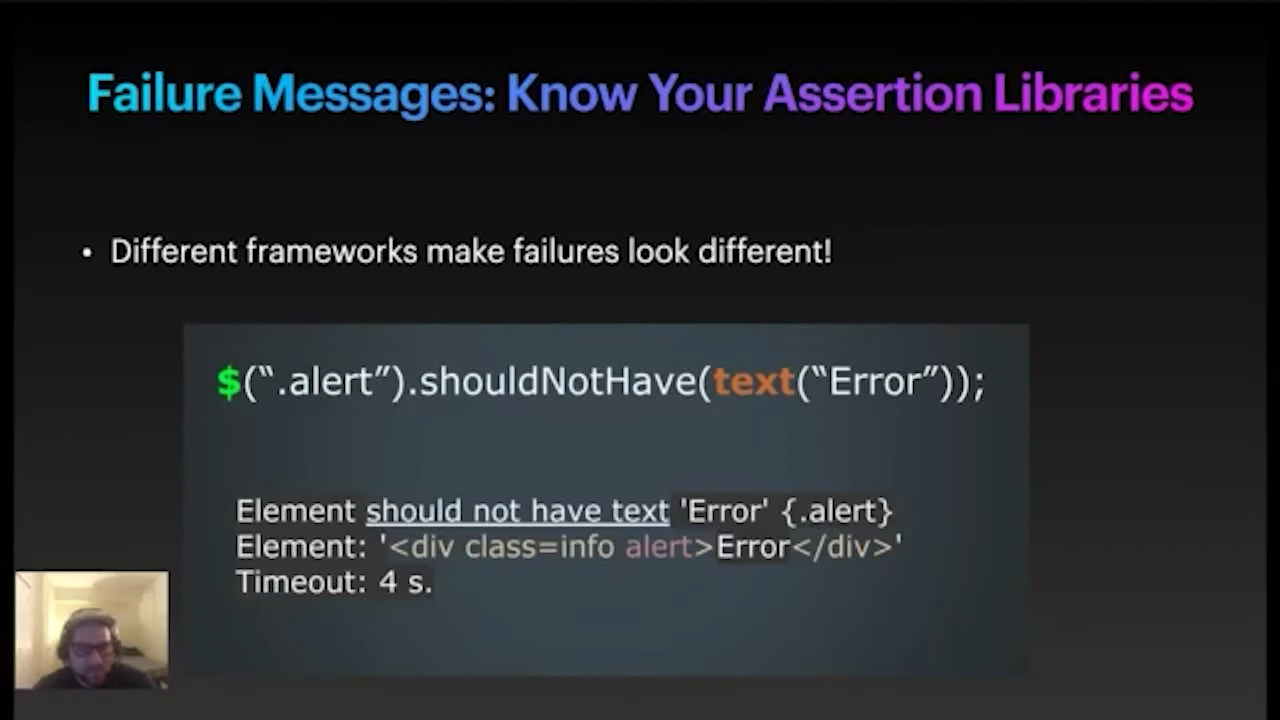 Failure Messages: Know Your Assertion Libraries
• Different frameworks make failures look different!
$(“.alert”).shouldNotHave(text(“Error”));
Element should not have text 'Error' {.alert}
Element: '<div class=info alert>Error</div>'
Timeout: 4 s.